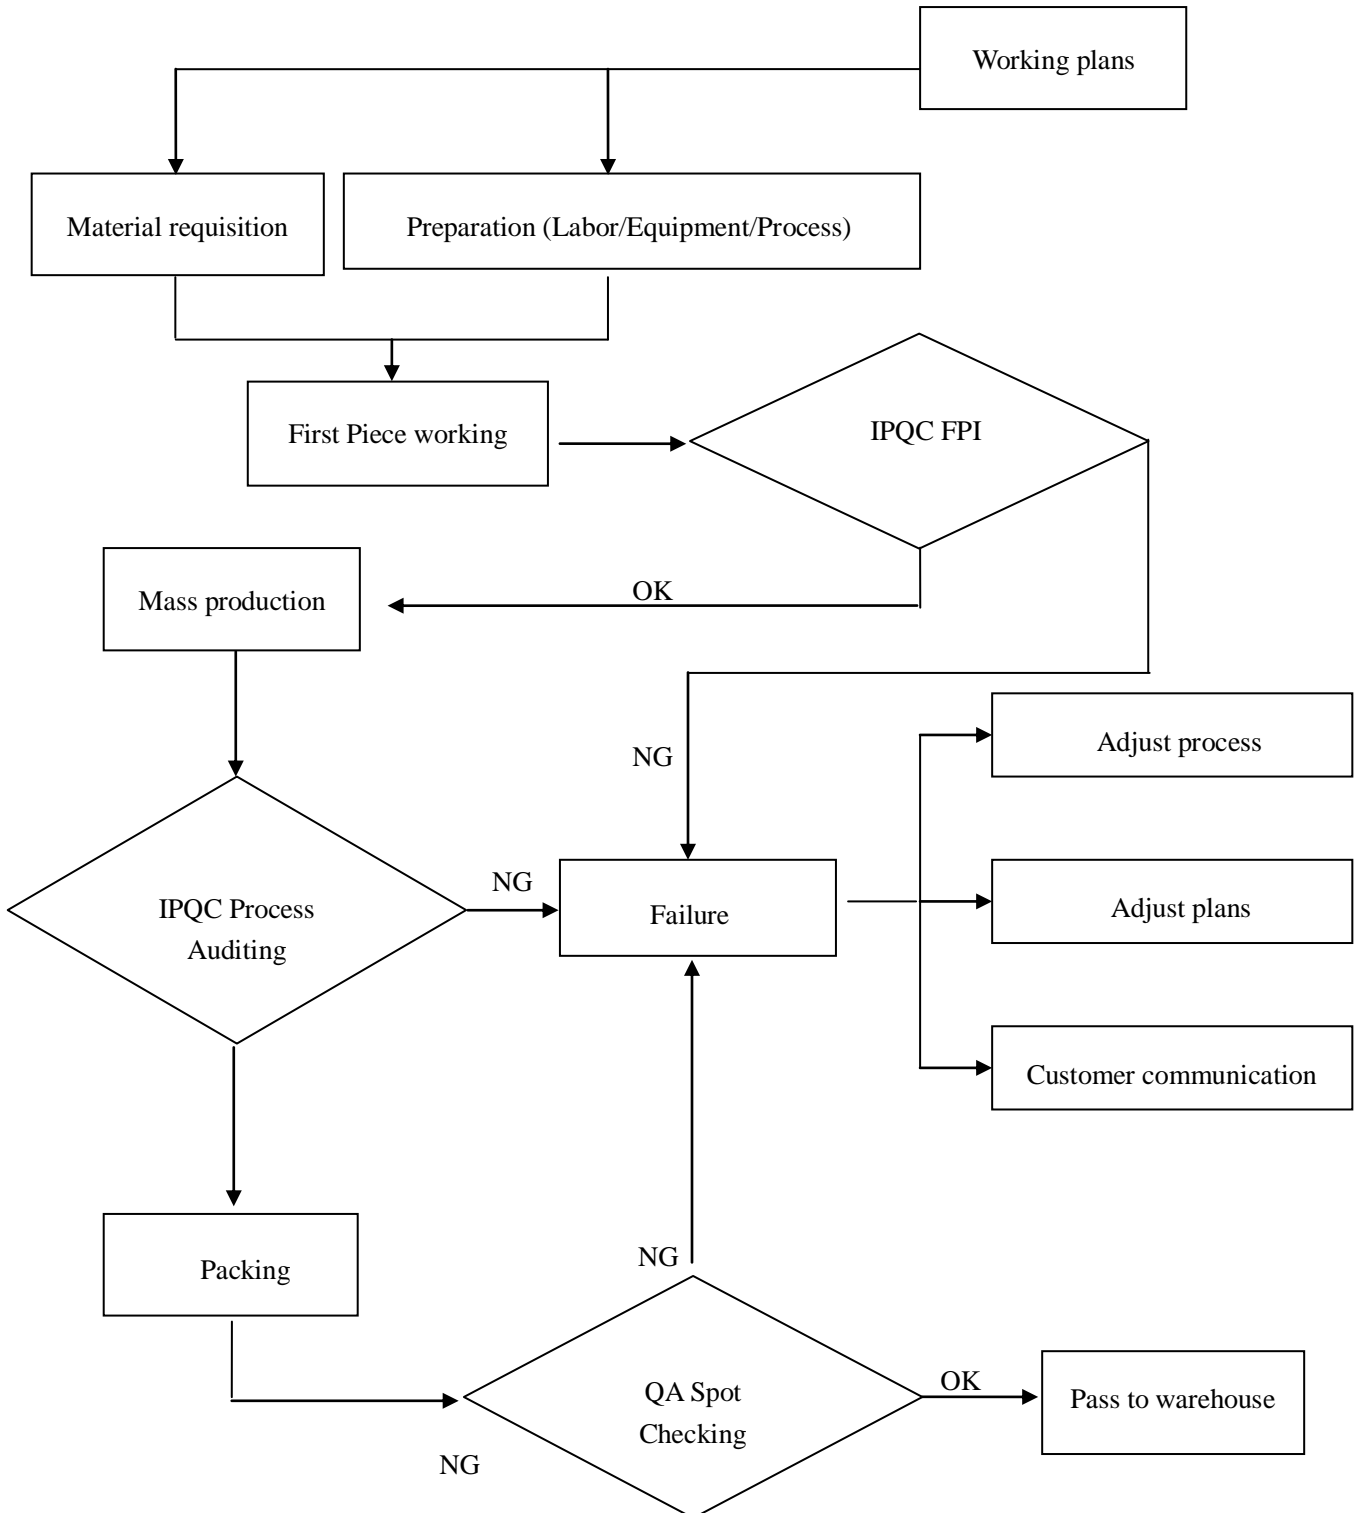 Working plans
Material requisition
Preparation (Labor/Equipment/Process)
First Piece working
IPQC FPI
OK
Mass production
NG
Adjust process
NG
IPQC Process
Auditing
Failure
Adjust plans
Customer communication
NG
Packing
OK
QA Spot
Checking
Pass to warehouse
NG